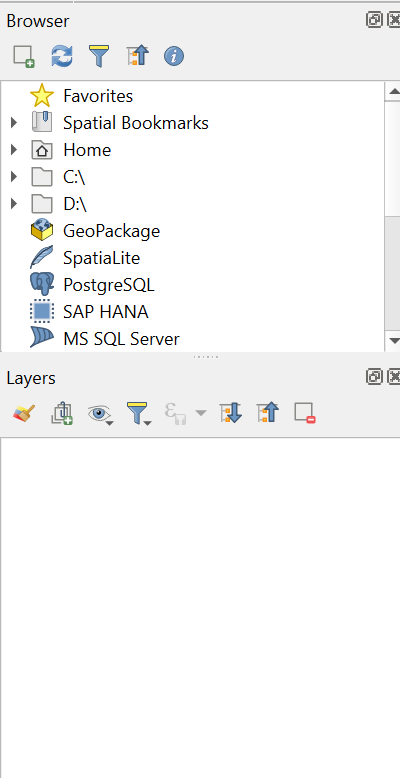 Browser
Favorites
Spatial Bookmarks
Home
C:\
D:\
GeoPackage
SpatiaLite
PostgreSQL
SAP HANA
MS SQL Server
Layers